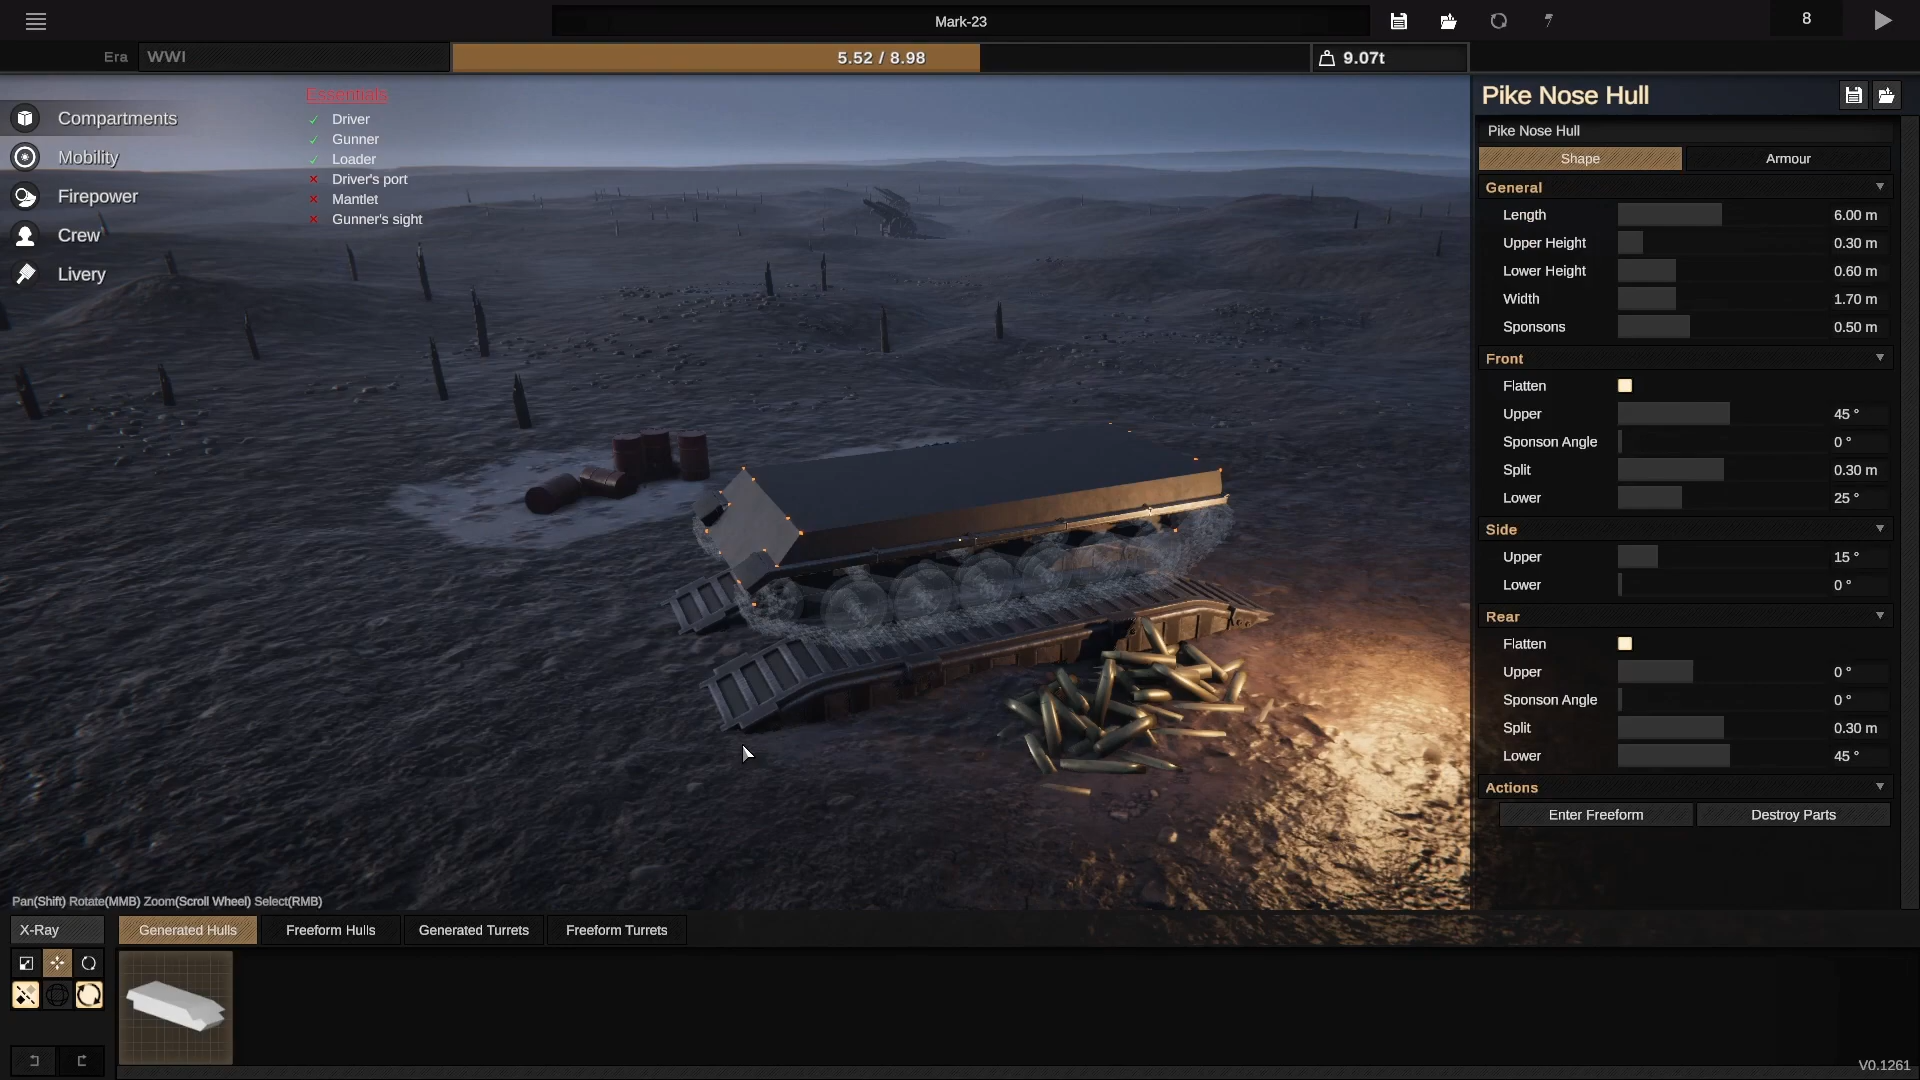 Mark-23
8
Era
WWI
5.52 / 8.98
9.07t
Compartments
Mobility
Firepower
Crew
Livery
Essentials
Driver
Gunner
Loader
Driver's port
Mantlet
Gunner's sight
Pike Nose Hull
Pike Nose Hull
Shape
Armour
General
Length 6.00 m
Upper Height 0.30 m
Lower Height 0.60 m
Width 1.70 m
Sponsons 0.50 m
Front
Flatten
Upper 45 °
Sponson Angle 0 °
Split 0.30 m
Lower 25 °
Side
Upper 15 °
Lower 0 °
Rear
Flatten
Upper 0 °
Sponson Angle 0 °
Split 0.30 m
Lower 45 °
Actions
Enter Freeform
Destroy Parts
Pan(Shift) Rotate(MMB) Zoom(Scroll Wheel) Select(RMB)
X-Ray
Generated Hulls
Freeform Hulls
Generated Turrets
Freeform Turrets
V0.1261